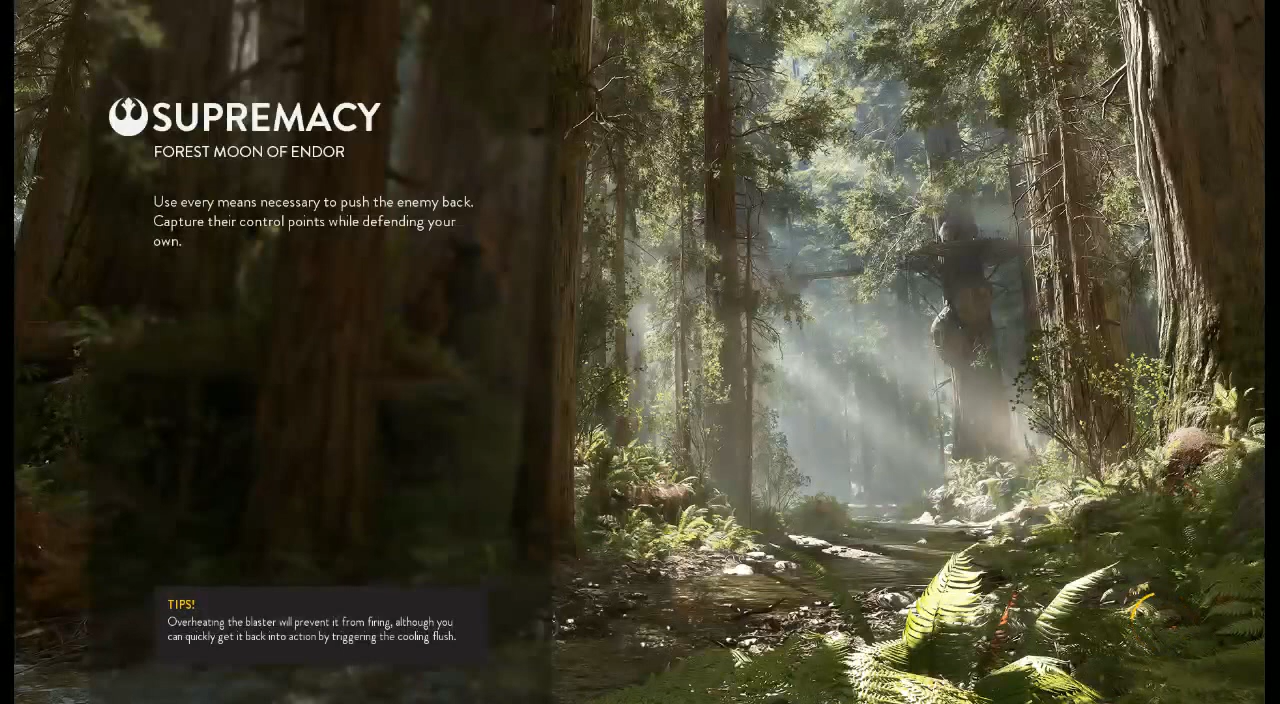 SUPREMACY
FOREST MOON OF ENDOR
Use every means necessary to push the enemy back.
Capture their control points while defending your
own.
TIPS!
Overheating the blaster will prevent it from firing, although you
can quickly get it back into action by triggering the cooling flush.